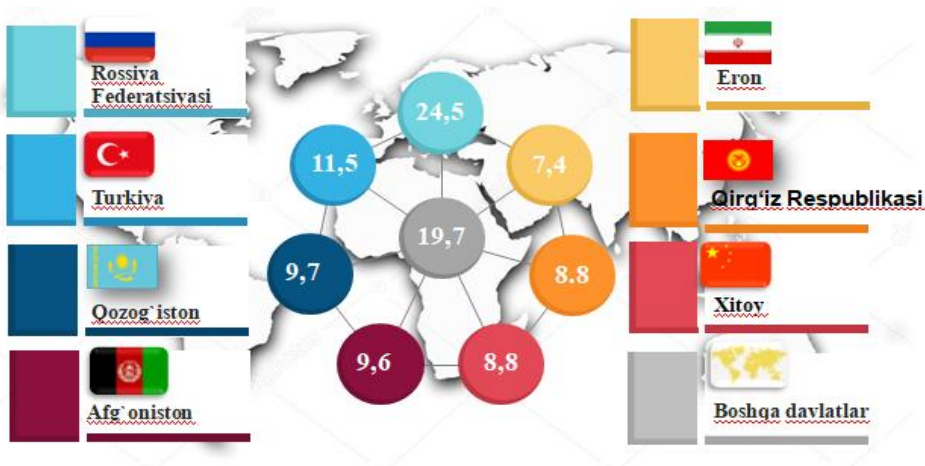 Rossiya
Federatsiyasi
Turkiya
Qozog`iston
Afg`oniston
24,5
11,5
7,4
19,7
9,7
8.8
9,6
8,8
Eron
Qirg‘iz Respublikasi
Xitoy
Boshqa davlatlar